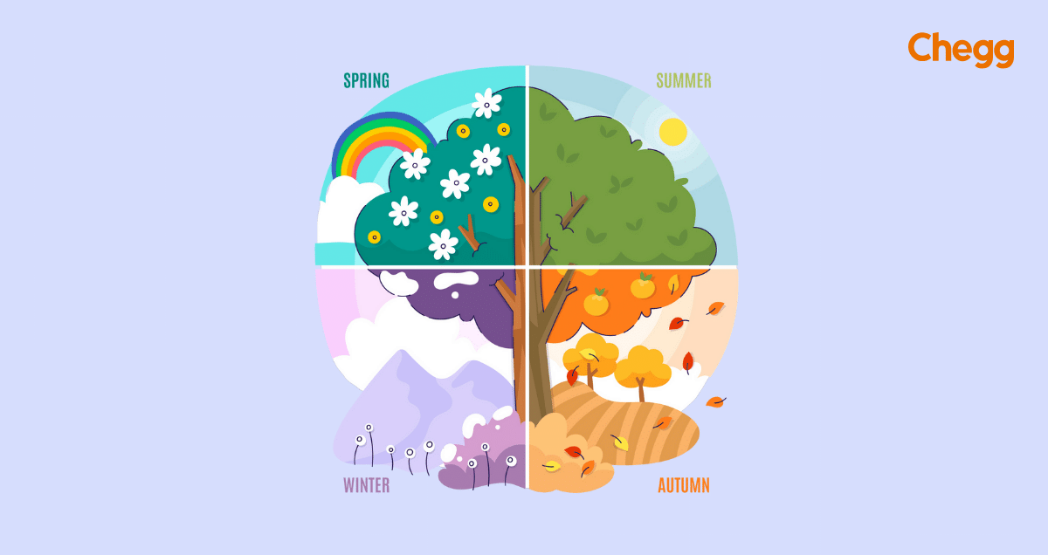 Chegg
SPRING
SUMMER
WINTER
AUTUMN